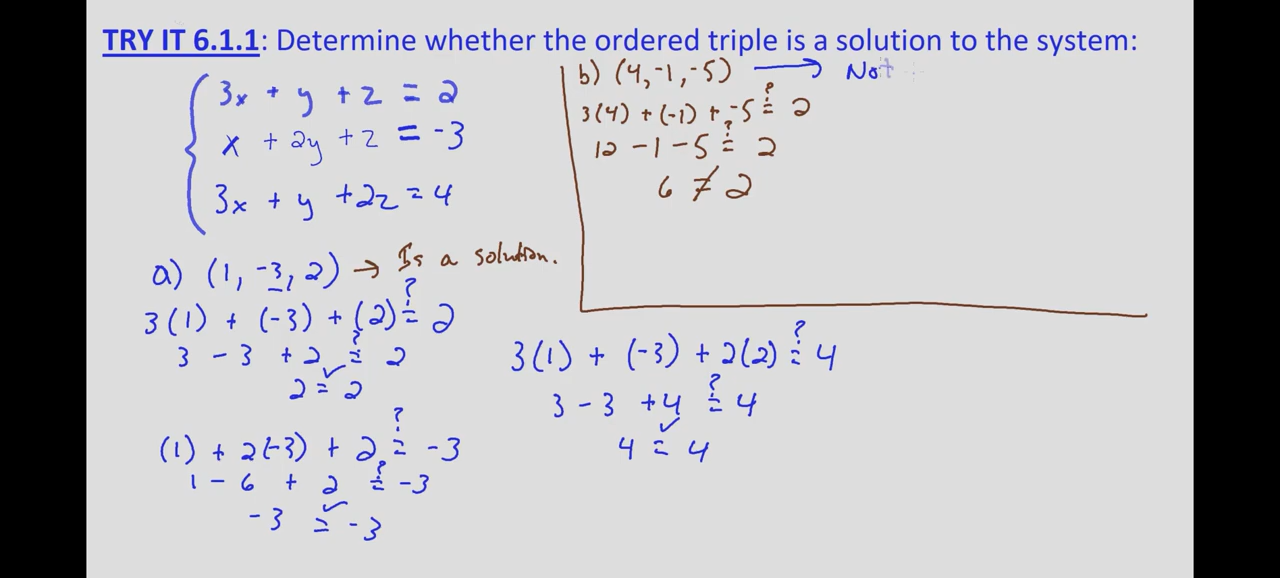 TRY IT 6.1.1: Determine whether the ordered triple is a solution to the system:
3x + y + z = 2
x + 2y + z = -3
3x + y + 2z = 4
a) (1, -3, 2) → Is a solution.
3(1) + (-3) + (2) ?= 2
3 - 3 + 2 ?= 2
2 = 2 ✓
(1) + 2(-3) + 2 ?= -3
1 - 6 + 2 ?= -3
-3 = -3 ✓
3(1) + (-3) + 2(2) ?= 4
3 - 3 + 4 ?= 4
4 = 4 ✓
b) (4, -1, -5) → Not
3(4) + (-1) + -5 ?= 2
12 - 1 - 5 ?= 2
6 ≠ 2